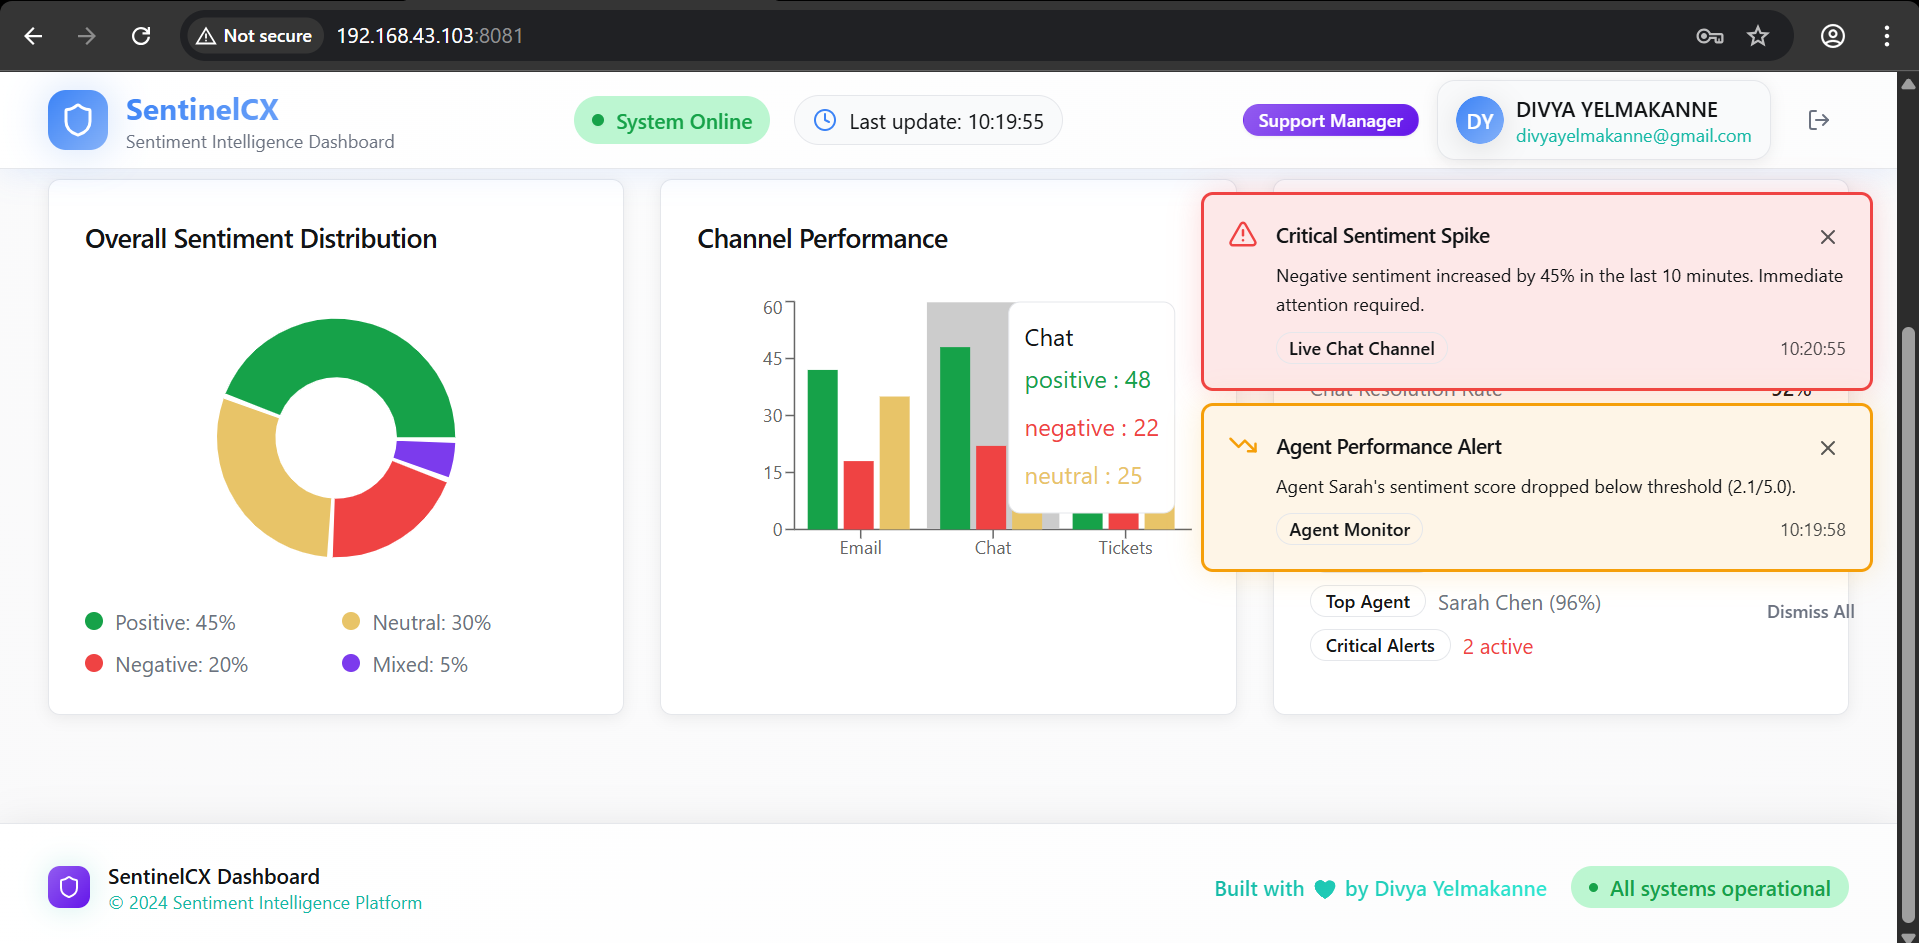 Not secure
192.168.43.103:8081
SentinelCX
Sentiment Intelligence Dashboard
System Online
Last update: 10:19:55
Support Manager
DY
DIVYA YELMAKANNE
divyayelmakanne@gmail.com
Overall Sentiment Distribution
Positive: 45%
Neutral: 30%
Negative: 20%
Mixed: 5%
Channel Performance
60
45
30
15
0
Email
Chat
Tickets
Chat
positive : 48
negative : 22
neutral : 25
Critical Sentiment Spike
Negative sentiment increased by 45% in the last 10 minutes. Immediate
attention required.
Live Chat Channel
10:20:55
Chat Resolution Rate
92%
Agent Performance Alert
Agent Sarah's sentiment score dropped below threshold (2.1/5.0).
Agent Monitor
10:19:58
Top Agent
Sarah Chen (96%)
Dismiss All
Critical Alerts
2 active
SentinelCX Dashboard
© 2024 Sentiment Intelligence Platform
Built with
by Divya Yelmakanne
All systems operational